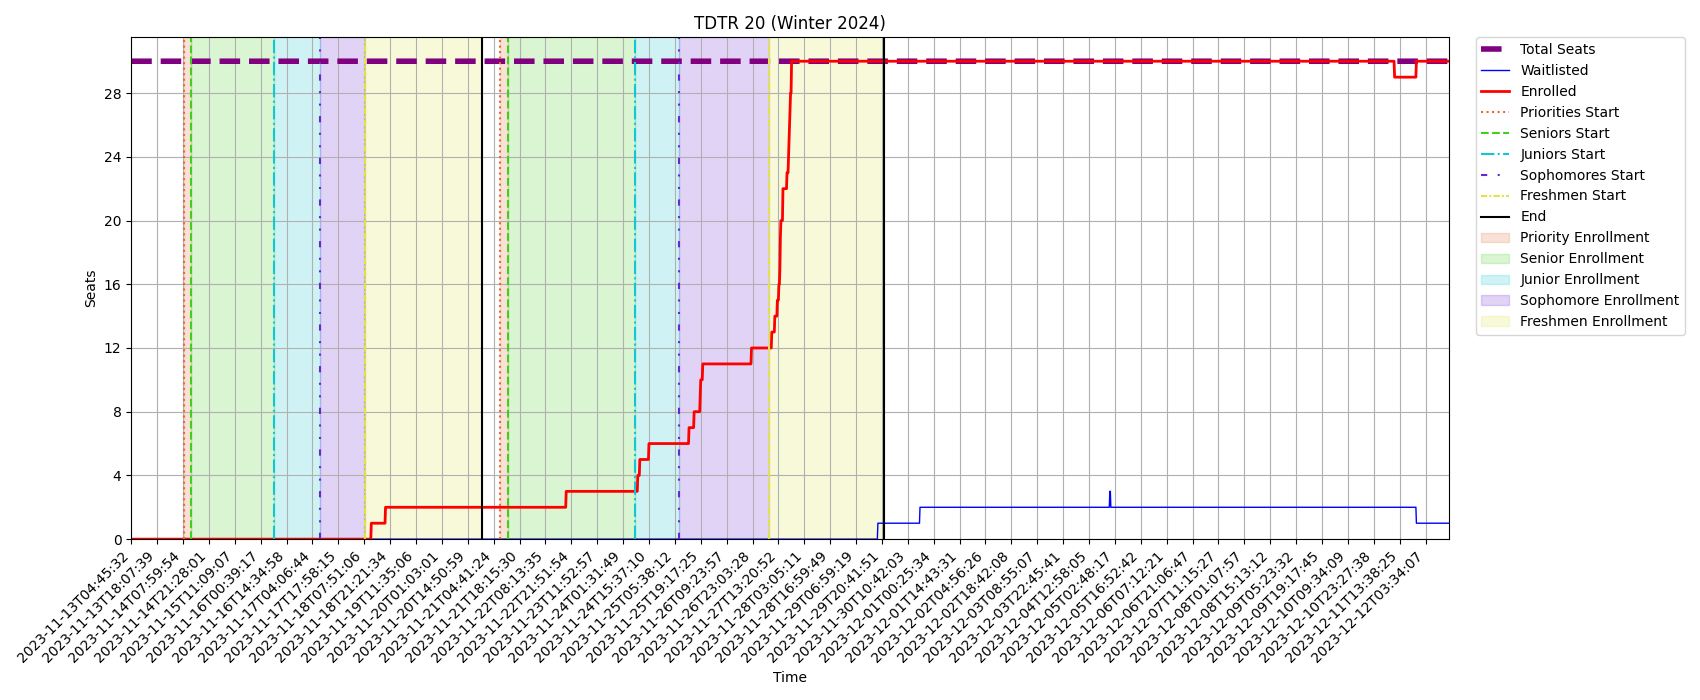 TDTR 20 (Winter 2024)
Seats
28
24
20
16
12
8
4
0
2023-11-13T04:45:32
2023-11-13T18:07:39
2023-11-14T07:59:54
2023-11-14T21:28:01
2023-11-15T11:09:07
2023-11-16T00:39:17
2023-11-16T14:34:58
2023-11-17T04:06:44
2023-11-17T17:58:15
2023-11-18T07:51:06
2023-11-18T21:21:34
2023-11-19T11:35:06
2023-11-20T01:03:01
2023-11-20T14:50:59
2023-11-21T04:41:24
2023-11-21T18:15:30
2023-11-22T08:13:35
2023-11-22T21:51:54
2023-11-23T11:52:57
2023-11-24T01:31:49
2023-11-24T15:37:10
2023-11-25T05:38:12
2023-11-25T19:17:25
2023-11-26T09:23:57
2023-11-26T23:03:28
2023-11-27T13:20:52
2023-11-28T03:05:11
2023-11-28T16:59:49
2023-11-29T06:59:19
2023-11-29T20:41:51
2023-11-30T10:42:03
2023-12-01T00:25:34
2023-12-01T14:43:31
2023-12-02T04:56:26
2023-12-02T18:42:08
2023-12-03T08:55:07
2023-12-03T22:45:41
2023-12-04T12:58:05
2023-12-05T02:48:17
2023-12-05T16:52:42
2023-12-06T07:12:21
2023-12-06T21:06:47
2023-12-07T11:15:27
2023-12-08T01:07:57
2023-12-08T15:13:12
2023-12-09T05:23:32
2023-12-09T19:17:45
2023-12-10T09:34:09
2023-12-10T23:27:38
2023-12-11T13:38:25
2023-12-12T03:34:07
Time
Total Seats
Waitlisted
Enrolled
Priorities Start
Seniors Start
Juniors Start
Sophomores Start
Freshmen Start
End
Priority Enrollment
Senior Enrollment
Junior Enrollment
Sophomore Enrollment
Freshmen Enrollment